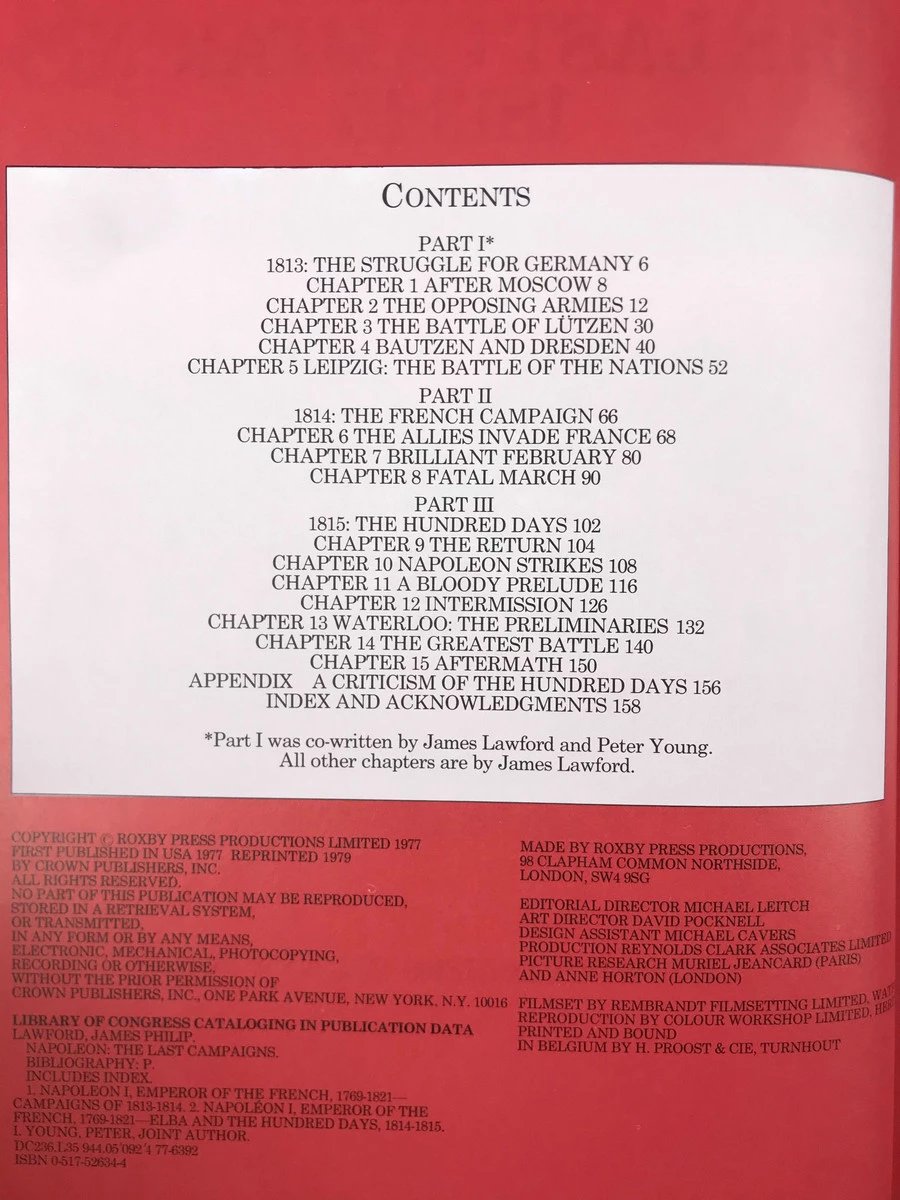 CONTENTS
PART I*
1813: THE STRUGGLE FOR GERMANY 6
CHAPTER 1 AFTER MOSCOW 8
CHAPTER 2 THE OPPOSING ARMIES 12
CHAPTER 3 THE BATTLE OF LÜTZEN 30
CHAPTER 4 BAUTZEN AND DRESDEN 40
CHAPTER 5 LEIPZIG: THE BATTLE OF THE NATIONS 52
PART II
1814: THE FRENCH CAMPAIGN 66
CHAPTER 6 THE ALLIES INVADE FRANCE 68
CHAPTER 7 BRILLIANT FEBRUARY 80
CHAPTER 8 FATAL MARCH 90
PART III
1815: THE HUNDRED DAYS 102
CHAPTER 9 THE RETURN 104
CHAPTER 10 NAPOLEON STRIKES 108
CHAPTER 11 A BLOODY PRELUDE 116
CHAPTER 12 INTERMISSION 126
CHAPTER 13 WATERLOO: THE PRELIMINARIES 132
CHAPTER 14 THE GREATEST BATTLE 140
CHAPTER 15 AFTERMATH 150
APPENDIX A CRITICISM OF THE HUNDRED DAYS 156
INDEX AND ACKNOWLEDGMENTS 158
*Part I was co-written by James Lawford and Peter Young.
All other chapters are by James Lawford.
COPYRIGHT © ROXBY PRESS PRODUCTIONS LIMITED 1977
FIRST PUBLISHED IN USA 1977 REPRINTED 1979
BY CROWN PUBLISHERS, INC.
ALL RIGHTS RESERVED.
NO PART OF THIS PUBLICATION MAY BE REPRODUCED,
STORED IN A RETRIEVAL SYSTEM,
OR TRANSMITTED,
IN ANY FORM OR BY ANY MEANS,
ELECTRONIC, MECHANICAL, PHOTOCOPYING,
RECORDING OR OTHERWISE,
WITHOUT THE PRIOR PERMISSION OF
CROWN PUBLISHERS, INC., ONE PARK AVENUE, NEW YORK, N.Y. 10016
LIBRARY OF CONGRESS CATALOGING IN PUBLICATION DATA
LAWFORD, JAMES PHILIP.
NAPOLEON: THE LAST CAMPAIGNS.
BIBLIOGRAPHY: P.
INCLUDES INDEX.
1. NAPOLEON I, EMPEROR OF THE FRENCH, 1769-1821—
CAMPAIGNS OF 1813-1814. 2. NAPOLÉON I, EMPEROR OF THE
FRENCH, 1769-1821—ELBA AND THE HUNDRED DAYS, 1814-1815.
I. YOUNG, PETER, JOINT AUTHOR.
DC236.L35 944.05'092'4 77-6392
ISBN 0-517-52634-4
MADE BY ROXBY PRESS PRODUCTIONS,
98 CLAPHAM COMMON NORTHSIDE,
LONDON, SW4 9SG
EDITORIAL DIRECTOR MICHAEL LEITCH
ART DIRECTOR DAVID POCKNELL
DESIGN ASSISTANT MICHAEL CAVERS
PRODUCTION REYNOLDS CLARK ASSOCIATES LIMITED
PICTURE RESEARCH MURIEL JEANCARD (PARIS)
AND ANNE HORTON (LONDON)
FILMSET BY REMBRANDT FILMSETTING LIMITED,
REPRODUCTION BY COLOUR WORKSHOP LIMITED,
PRINTED AND BOUND
IN BELGIUM BY H. PROOST & CIE, TURNHOUT